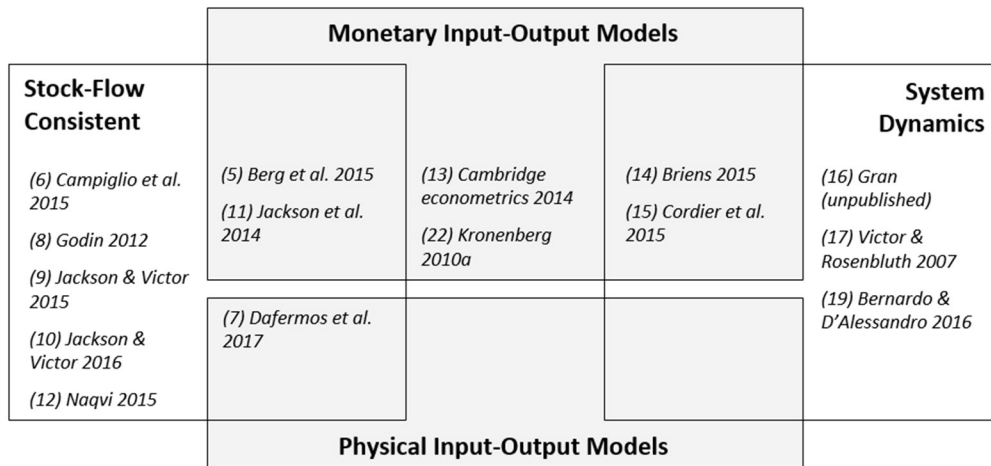 Monetary Input-Output Models
Stock-Flow
Consistent
(6) Campiglio et al.
2015
(8) Godin 2012
(9) Jackson & Victor
2015
(10) Jackson &
Victor 2016
(12) Naqvi 2015
(5) Berg et al. 2015
(11) Jackson et al.
2014
(7) Dafermos et al.
2017
(13) Cambridge
econometrics 2014
(22) Kronenberg
2010a
(14) Briens 2015
(15) Cordier et al.
2015
System
Dynamics
(16) Gran
(unpublished)
(17) Victor &
Rosenbluth 2007
(19) Bernardo &
D’Alessandro 2016
Physical Input-Output Models